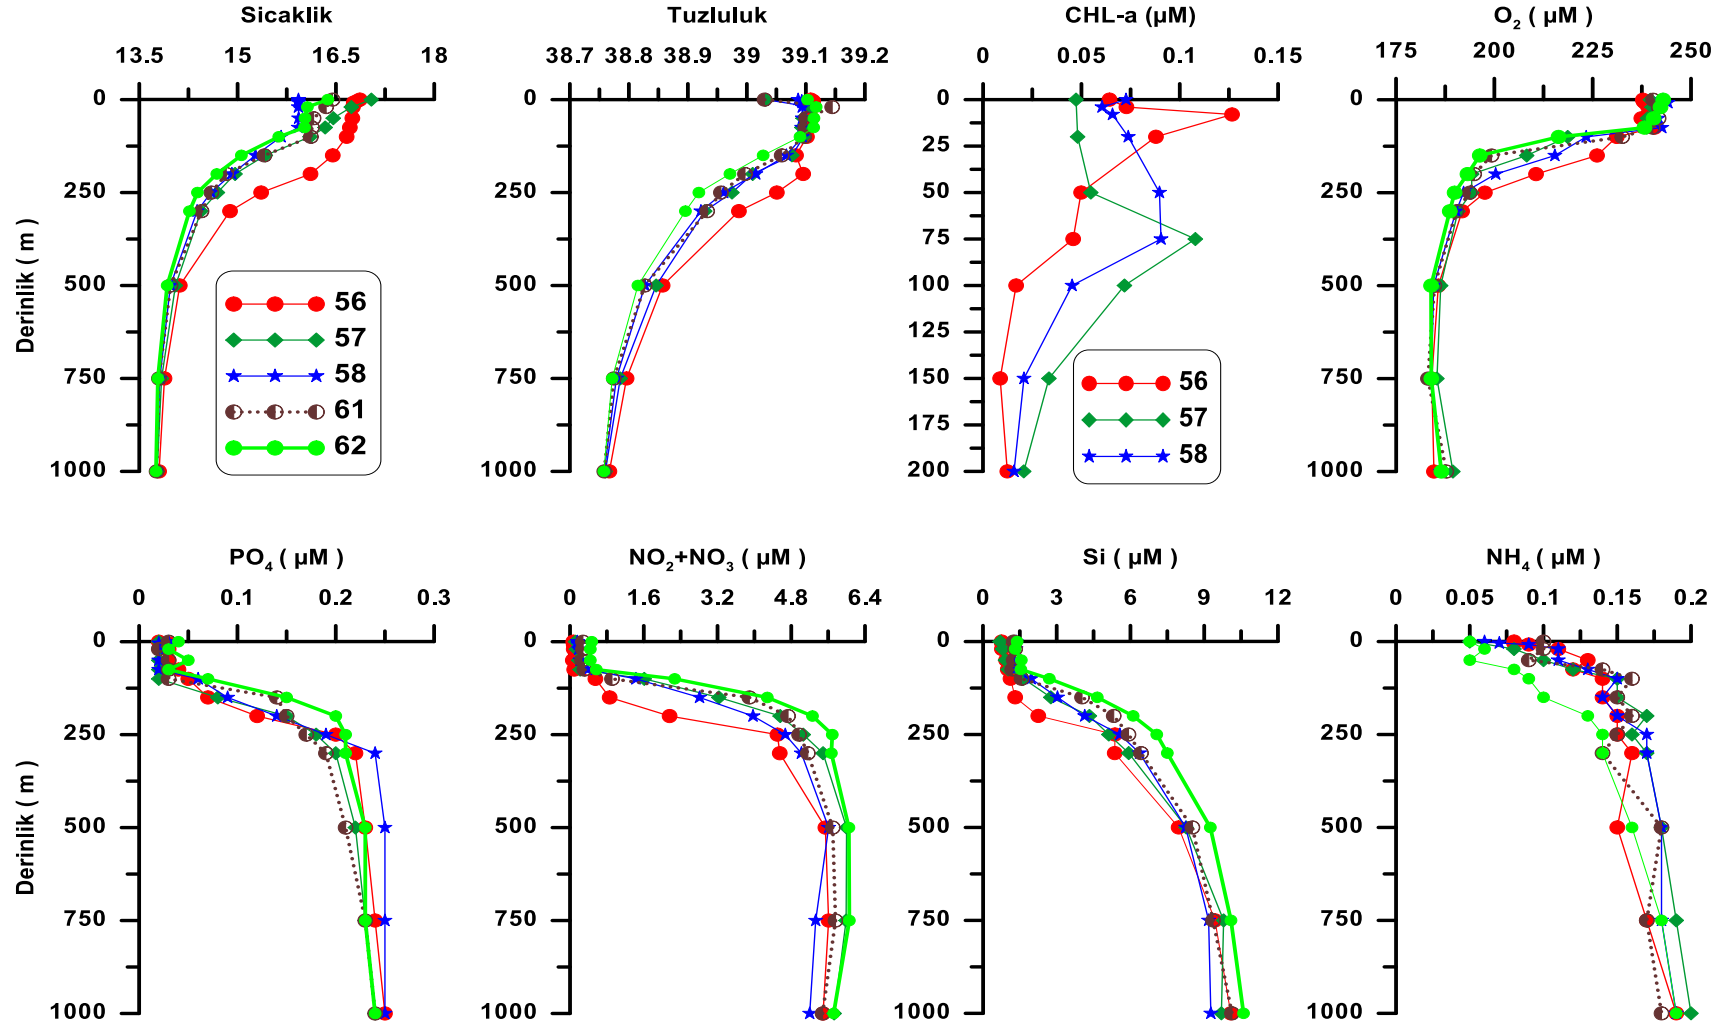 Sicaklik
13.5 15 16.5 18
Tuzluluk
38.7 38.8 38.9 39 39.1 39.2
CHL-a (µM)
0 0.05 0.1 0.15
O₂ ( µM )
175 200 225 250
Derinlik ( m )
0
250
500
750
1000
56
57
58
61
62
0
250
500
750
1000
0
25
50
75
100
125
150
175
200
56
57
58
0
250
500
750
1000
PO₄ ( µM )
0 0.1 0.2 0.3
NO₂+NO₃ ( µM )
0 1.6 3.2 4.8 6.4
Si ( µM )
0 3 6 9 12
NH₄ ( µM )
0 0.05 0.1 0.15 0.2
Derinlik ( m )
0
250
500
750
1000
0
250
500
750
1000
0
250
500
750
1000
0
250
500
750
1000